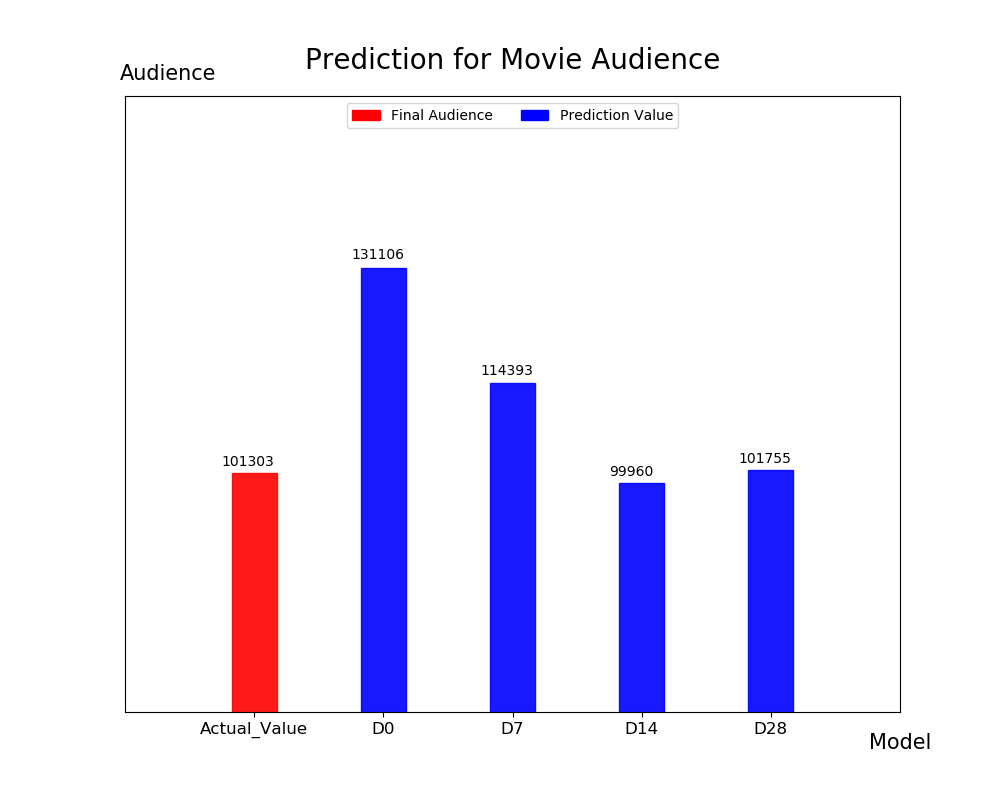 Prediction for Movie Audience
Audience
Final Audience
Prediction Value
131106
114393
101303
99960
101755
Actual_Value
D0
D7
D14
D28
Model